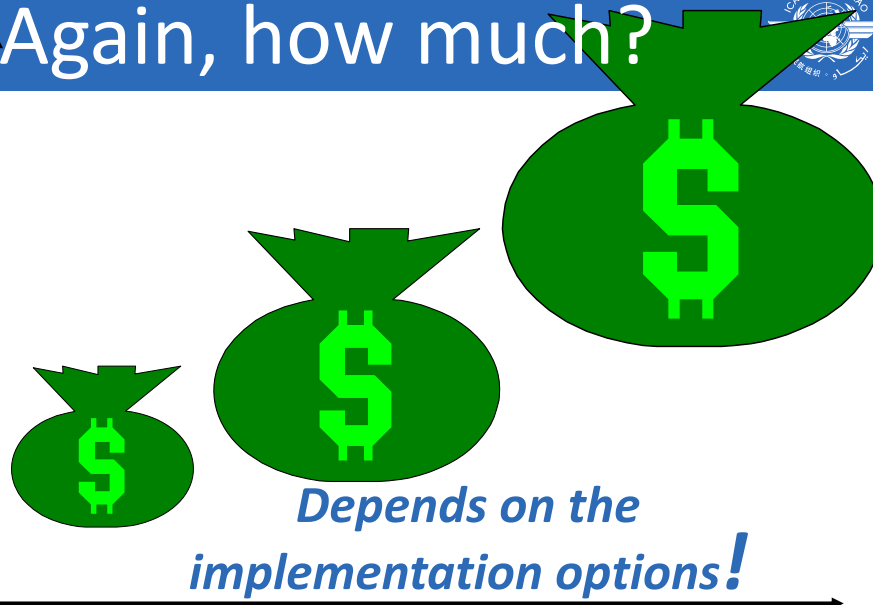 Again, how much?
$
$
$
Depends on the
implementation options!